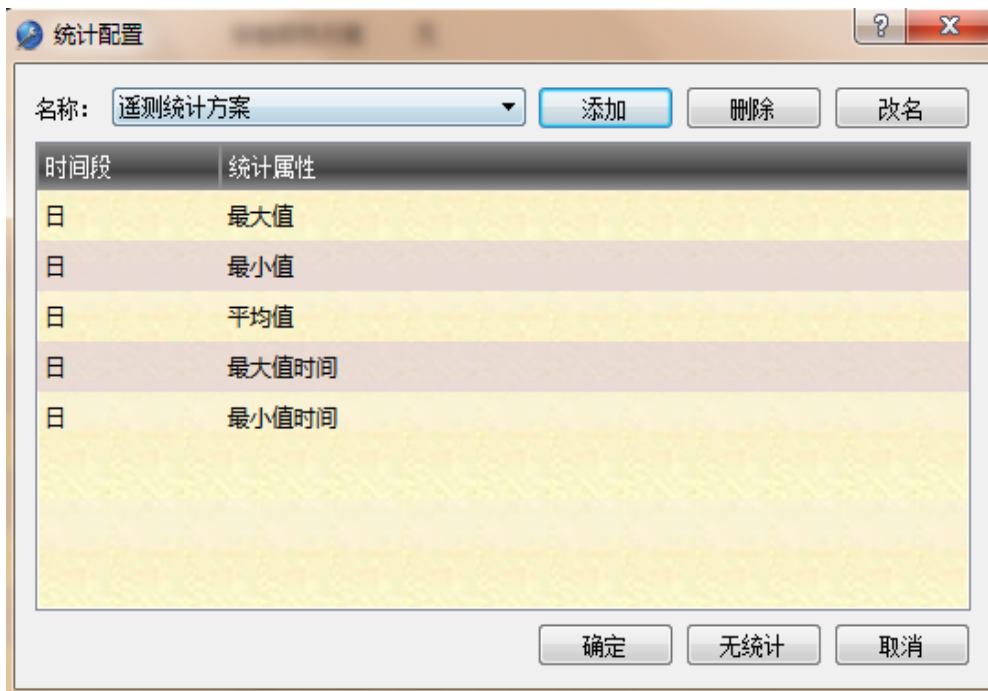 统计配置
名称： 遥测统计方案 添加 删除 改名
时间段 统计属性
日 最大值
日 最小值
日 平均值
日 最大值时间
日 最小值时间
确定 无统计 取消